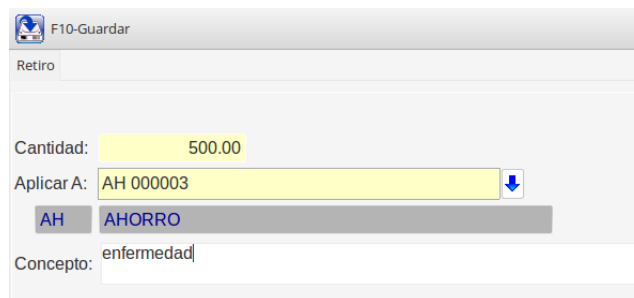 F10-Guardar
Retiro
Cantidad: 500.00
Aplicar A: AH 000003
AH AHORRO
Concepto: enfermedad